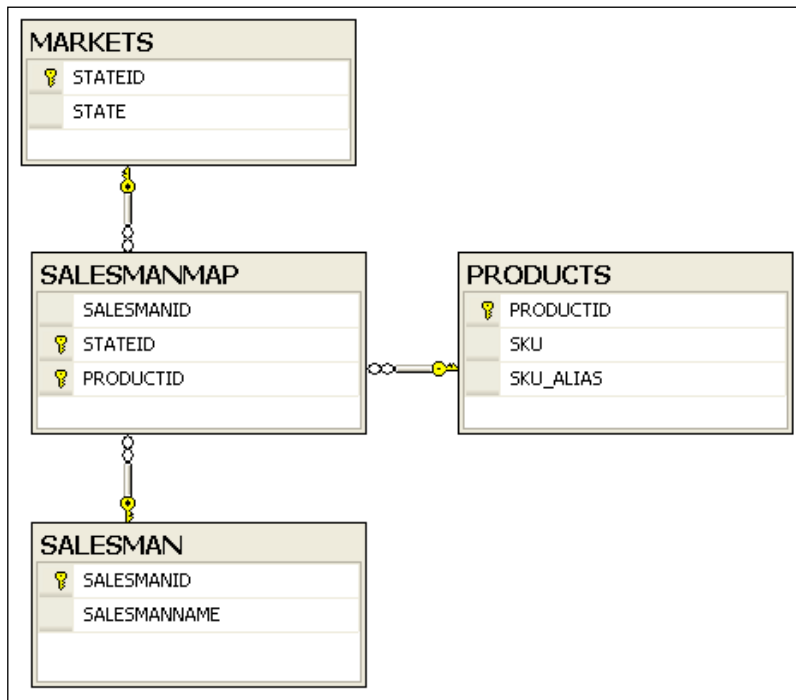 MARKETS
STATEID
STATE
SALESMANMAP
SALESMANID
STATEID
PRODUCTID
PRODUCTS
PRODUCTID
SKU
SKU_ALIAS
SALESMAN
SALESMANID
SALESMANNAME